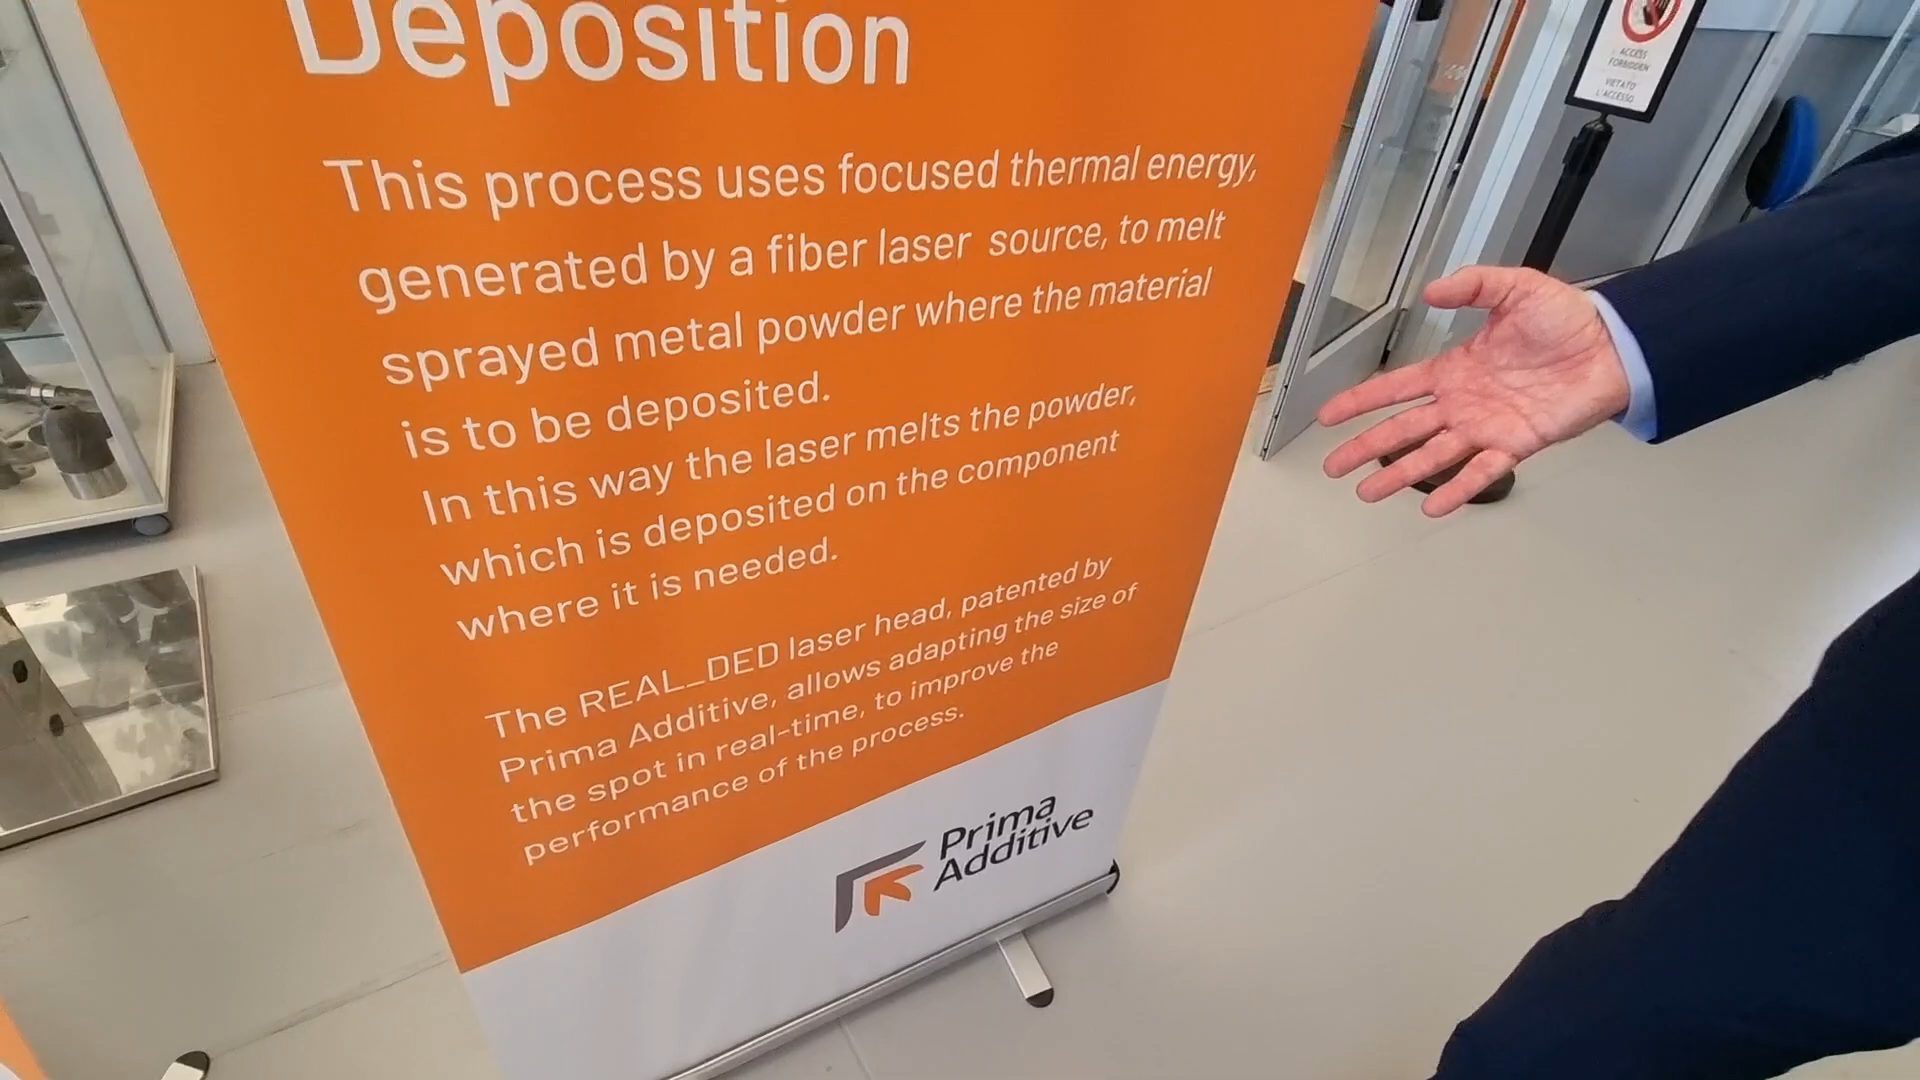 Deposition
This process uses focused thermal energy,
generated by a fiber laser source, to melt
sprayed metal powder where the material
is to be deposited.
In this way the laser melts the powder,
which is deposited on the component
where it is needed.
The REAL_DED laser head, patented by
Prima Additive, allows adapting the size of
the spot in real-time, to improve the
performance of the process.
Prima
Additive
ACCESS
FORBIDDEN
VIETATO
L'ACCESSO